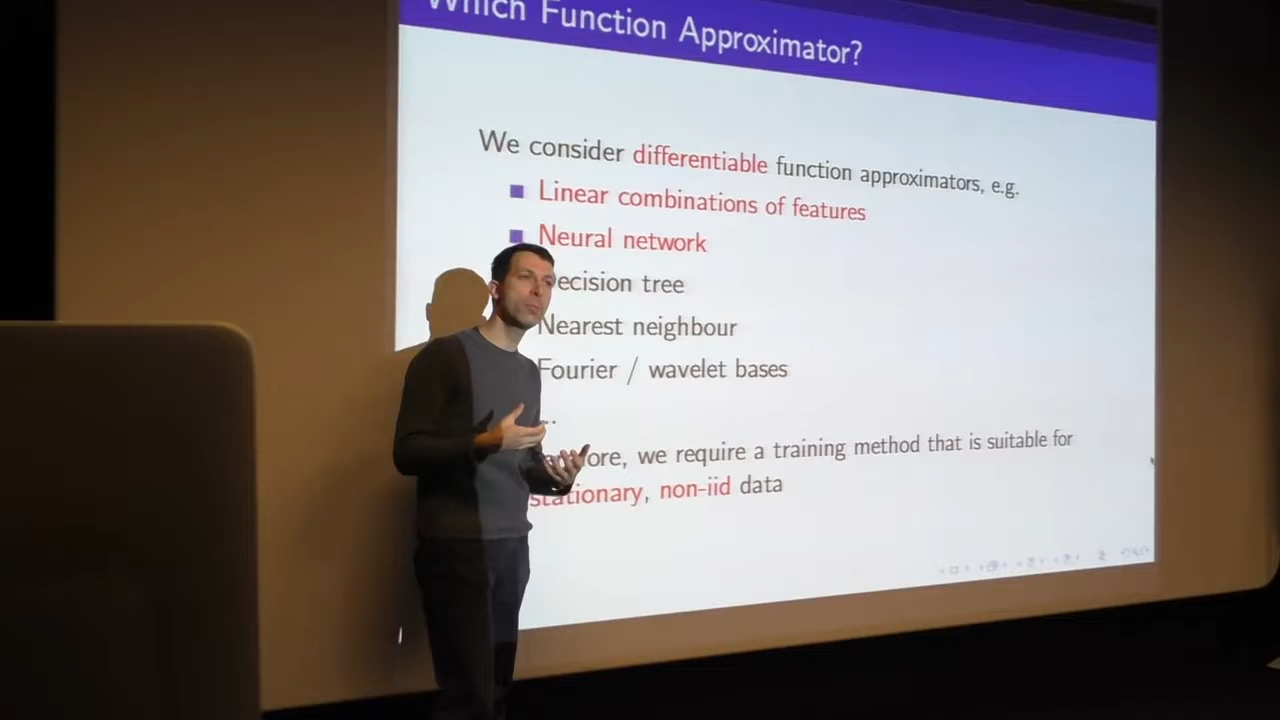 Which Function Approximator?
We consider differentiable function approximators, e.g.
Linear combinations of features
Neural network
ecision tree
Nearest neighbour
Fourier / wavelet bases
..
ore, we require a training method that is suitable for
stationary, non-iid data